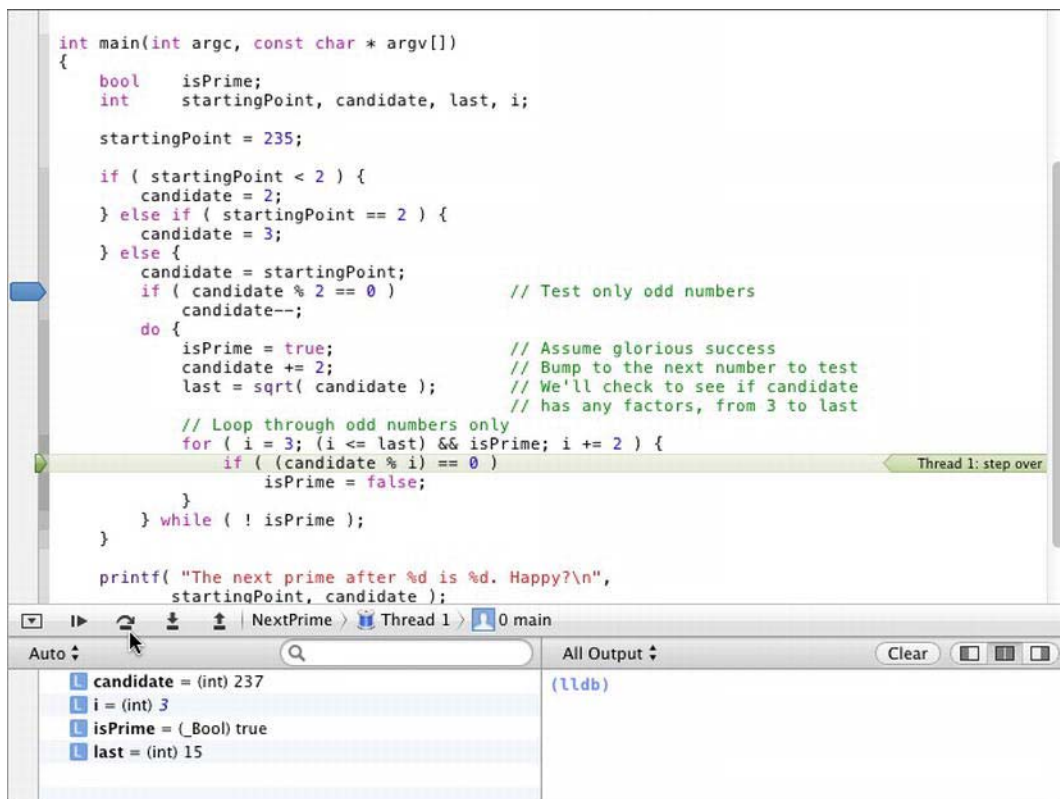 int main(int argc, const char * argv[])
{
    bool    isPrime;
    int     startingPoint, candidate, last, i;

    startingPoint = 235;

    if ( startingPoint < 2 ) {
        candidate = 2;
    } else if ( startingPoint == 2 ) {
        candidate = 3;
    } else {
        candidate = startingPoint;
        if ( candidate % 2 == 0 )           // Test only odd numbers
            candidate--;
        do {
            isPrime = true;                 // Assume glorious success
            candidate += 2;                 // Bump to the next number to test
            last = sqrt( candidate );       // We'll check to see if candidate
                                            // has any factors, from 3 to last
            // Loop through odd numbers only
            for ( i = 3; (i <= last) && isPrime; i += 2 ) {
                if ( (candidate % i) == 0 )    Thread 1: step over
                    isPrime = false;
            }
        } while ( ! isPrime );
    }

    printf( "The next prime after %d is %d. Happy?\n",
           startingPoint, candidate );
NextPrime 〉 Thread 1 〉 0 main
Auto    All Output    Clear
L candidate = (int) 237    (lldb)
L i = (int) 3
L isPrime = (_Bool) true
L last = (int) 15